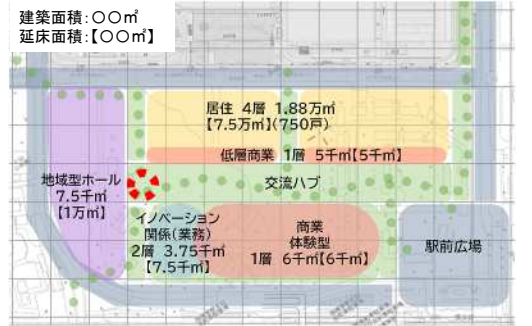 建築面積:〇〇㎡
延床面積:【〇〇㎡】
居住 4層 1.88万㎡
【7.5万㎡】(750戸)
低層商業 1層 5千㎡【5千㎡】
地域型ホール
7.5千㎡
【1万㎡】
交流ハブ
イノベーション
関係(業務)
2層 3.75千㎡
【7.5千㎡】
商業
体験型
1層 6千㎡【6千㎡】
駅前広場